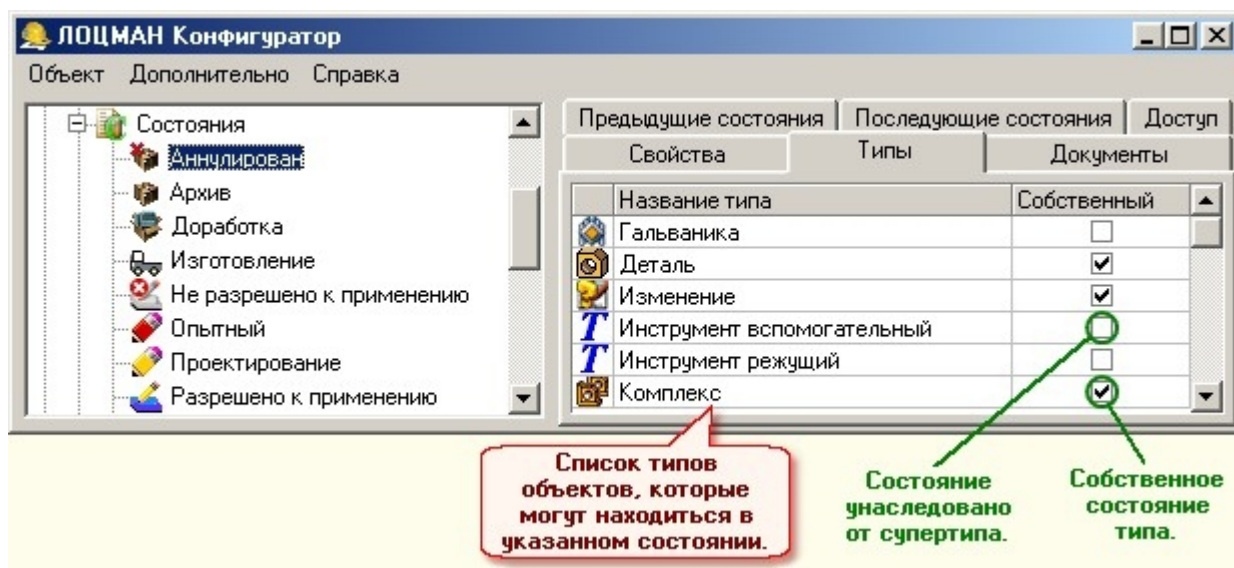 ЛОЦМАН Конфигуратор
Объект Дополнительно Справка
Состояния
Аннулирован
Архив
Доработка
Изготовление
Не разрешено к применению
Опытный
Проектирование
Разрешено к применению
Предыдущие состояния Последующие состояния Доступ
Свойства Типы Документы
Название типа Собственный
Гальваника
Деталь
Изменение
Инструмент вспомогательный
Инструмент режущий
Комплекс
Список типов
объектов, которые
могут находиться в
указанном состоянии.
Состояние
унаследовано
от супертипа.
Собственное
состояние
типа.